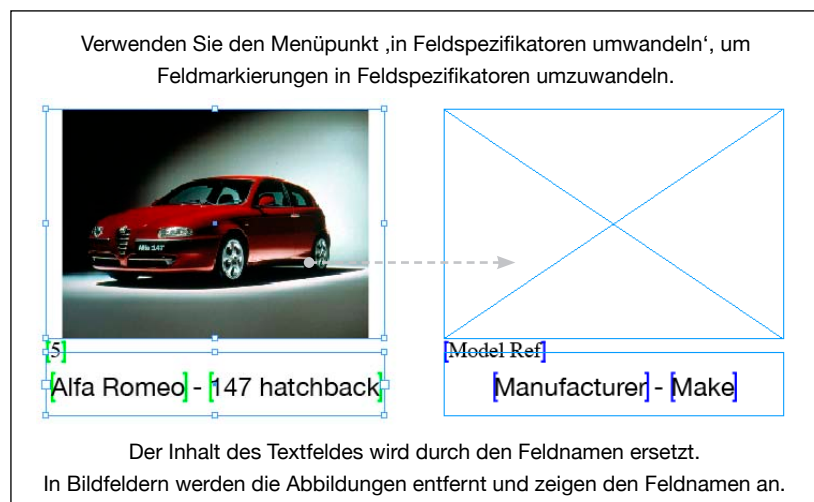 Verwenden Sie den Menüpunkt ‚in Feldspezifikatoren umwandeln‘, um
Feldmarkierungen in Feldspezifikatoren umzuwandeln.
Alfa 147
[5]
[Model Ref]
[Alfa Romeo] - [147 hatchback]
[Manufacturer] - [Make]
Der Inhalt des Textfeldes wird durch den Feldnamen ersetzt.
In Bildfeldern werden die Abbildungen entfernt und zeigen den Feldnamen an.